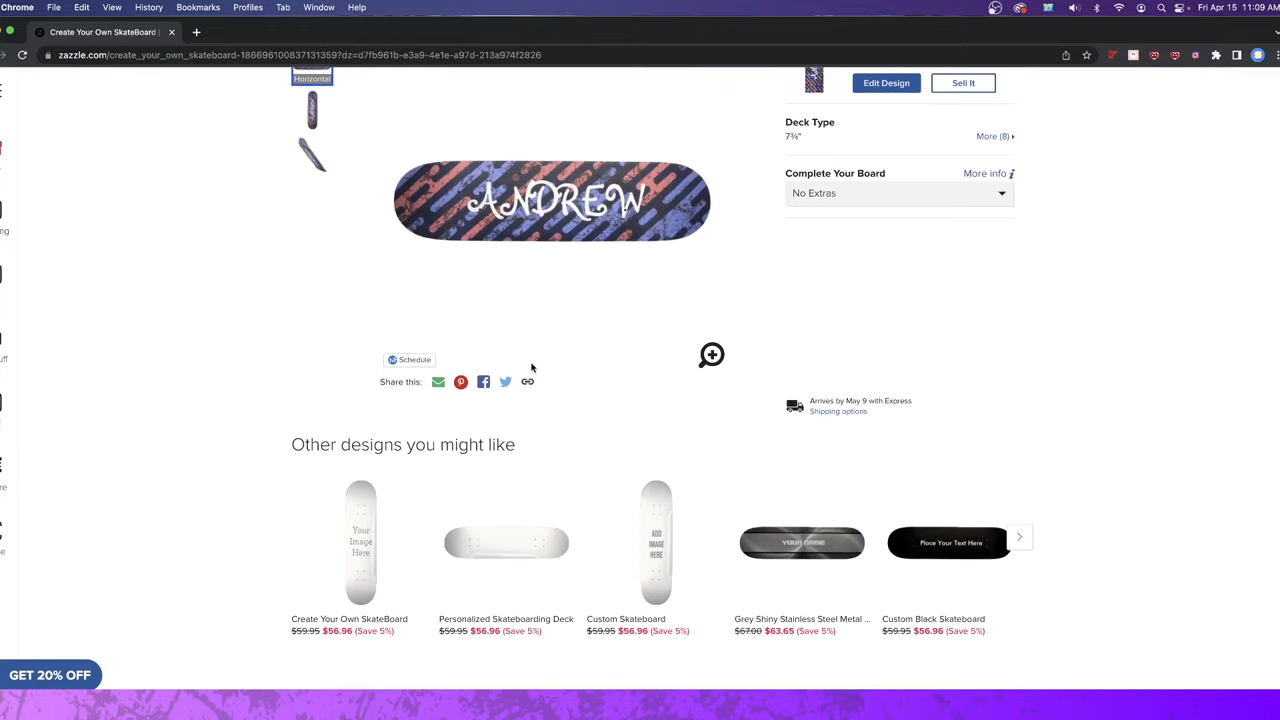 Chrome File Edit View History Bookmarks Profiles Tab Window Help Fri Apr 15 11:09 AM
Create Your Own SkateBoard |
zazzle.com/create_your_own_skateboard-186696100837131359?dz=d7fb961b-e3a9-4e1e-a97d-213a974f2826
Horizontal
Edit Design Sell It
Deck Type
7¾" More (8)
Complete Your Board More info
No Extras
ANDREW
Schedule
Share this:
Arrives by May 9 with Express
Shipping options
Other designs you might like
Your
Image
Here
ADD
IMAGE
HERE
YOUR NAME
Place Your Text Here
Create Your Own SkateBoard Personalized Skateboarding Deck Custom Skateboard Grey Shiny Stainless Steel Metal ... Custom Black Skateboard
$59.95 $56.96 (Save 5%) $59.95 $56.96 (Save 5%) $59.95 $56.96 (Save 5%) $67.00 $63.65 (Save 5%) $59.95 $56.96 (Save 5%)
GET 20% OFF